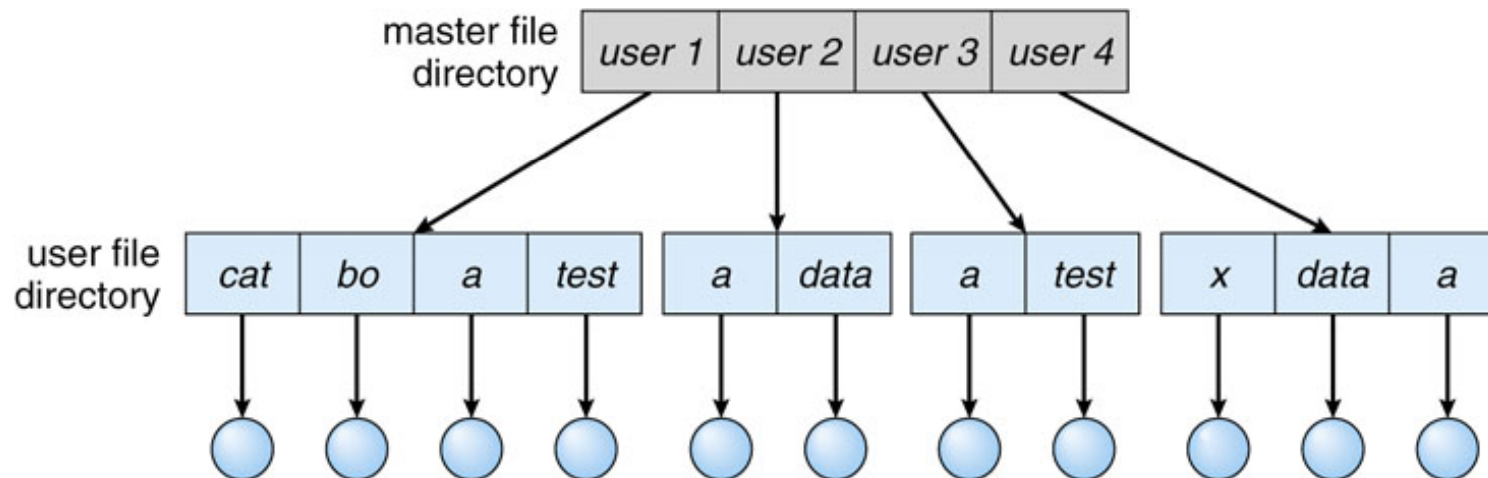 master file
directory
user 1 user 2 user 3 user 4
user file
directory
cat bo a test a data a test x data a